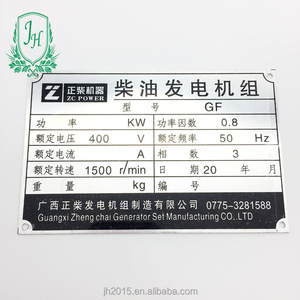 JH
正柴机器
ZC POWER
柴油发电机组
型 号 GF
功 率 KW 功率因数 0.8
额定电压 400 V 额定频率 50 Hz
额定电流 A 相 数 3
额定转速 1500 r/min 日 期 20 年 月
重 量 kg 编 号
广西正柴发电机组制造有限公司 0775-3281588
Guangxi Zheng chai Generator Set Manufacturing CO., LTD
jh2015.en.alibaba.com